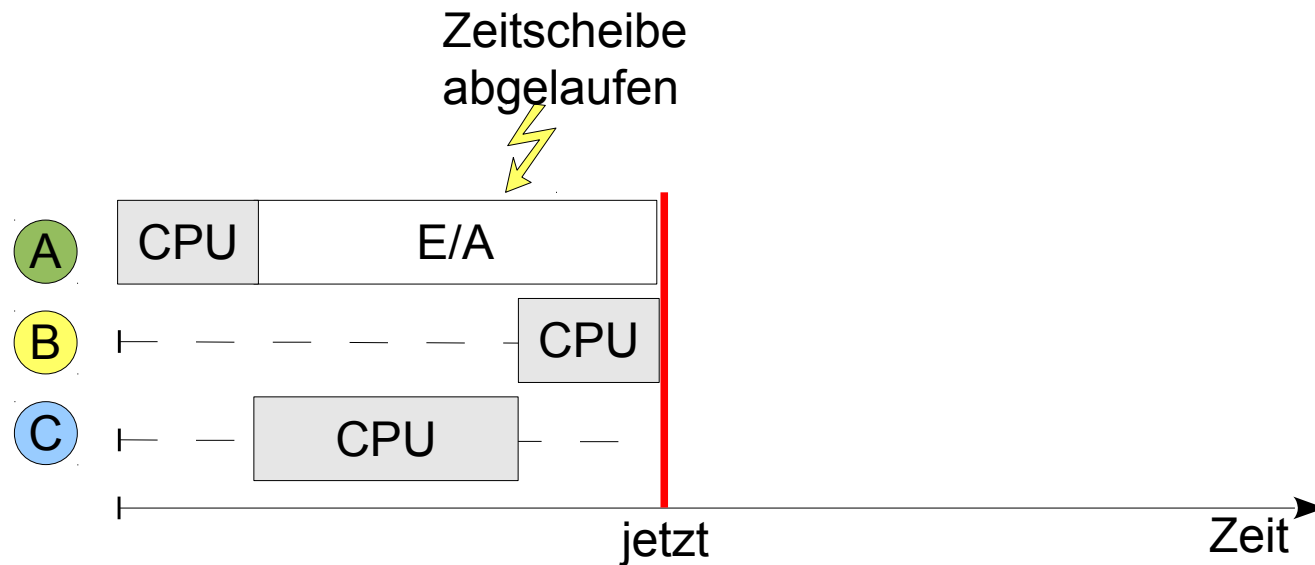 Zeitscheibe
abgelaufen
A CPU E/A
B CPU
C CPU
jetzt Zeit